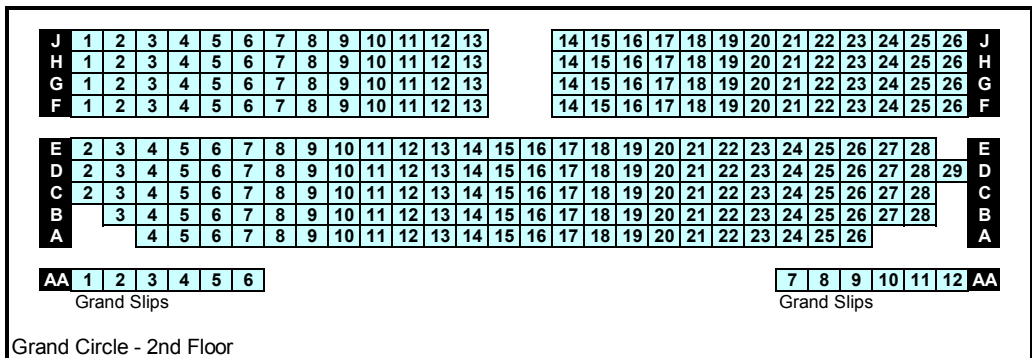 J 1 2 3 4 5 6 7 8 9 10 11 12 13 14 15 16 17 18 19 20 21 22 23 24 25 26 J
H 1 2 3 4 5 6 7 8 9 10 11 12 13 14 15 16 17 18 19 20 21 22 23 24 25 26 H
G 1 2 3 4 5 6 7 8 9 10 11 12 13 14 15 16 17 18 19 20 21 22 23 24 25 26 G
F 1 2 3 4 5 6 7 8 9 10 11 12 13 14 15 16 17 18 19 20 21 22 23 24 25 26 F
E 2 3 4 5 6 7 8 9 10 11 12 13 14 15 16 17 18 19 20 21 22 23 24 25 26 27 28 E
D 2 3 4 5 6 7 8 9 10 11 12 13 14 15 16 17 18 19 20 21 22 23 24 25 26 27 28 29 D
C 2 3 4 5 6 7 8 9 10 11 12 13 14 15 16 17 18 19 20 21 22 23 24 25 26 27 28 C
B 3 4 5 6 7 8 9 10 11 12 13 14 15 16 17 18 19 20 21 22 23 24 25 26 27 28 B
A 4 5 6 7 8 9 10 11 12 13 14 15 16 17 18 19 20 21 22 23 24 25 26 A
AA 1 2 3 4 5 6 7 8 9 10 11 12 AA
Grand Slips Grand Slips
Grand Circle - 2nd Floor